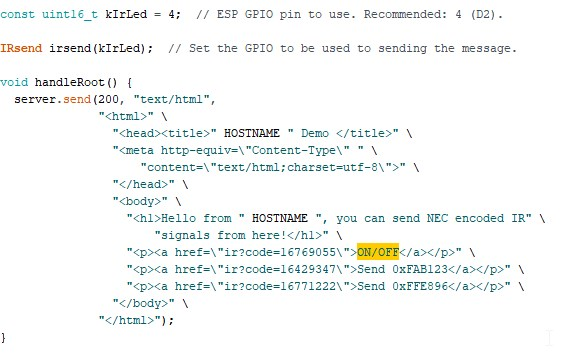 const uint16_t kIrLed = 4;  // ESP GPIO pin to use. Recommended: 4 (D2).
IRsend irsend(kIrLed);  // Set the GPIO to be used to sending the message.
void handleRoot() {
  server.send(200, "text/html",
              "<html>" \
                "<head><title>" HOSTNAME " Demo </title>" \
                "<meta http-equiv=\"Content-Type\" " \
                    "content=\"text/html;charset=utf-8\">" \
                "</head>" \
                "<body>" \
                  "<h1>Hello from " HOSTNAME ", you can send NEC encoded IR" \
                      "signals from here!</h1>" \
                  "<p><a href=\"ir?code=16769055\">ON/OFF</a></p>" \
                  "<p><a href=\"ir?code=16429347\">Send 0xFAB123</a></p>" \
                  "<p><a href=\"ir?code=16771222\">Send 0xFFE896</a></p>" \
                "</body>" \
              "</html>");
}